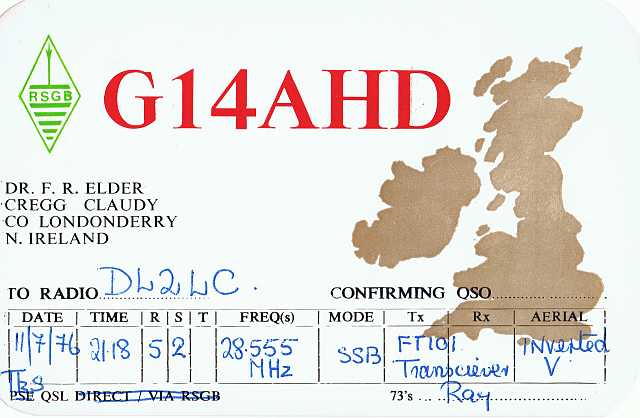 RSGB
G14AHD
DR. F. R. ELDER
CREGG CLAUDY
CO LONDONDERRY
N. IRELAND
TO RADIO DL2LC. CONFIRMING QSO
DATE TIME R S T FREQ(s) MODE Tx Rx AERIAL
11/7/76 21.18 5 2 28.555 MHz SSB FT101 Transciever INVerted V
PSE QSL DIRECT / VIA RSGB 73's Ray